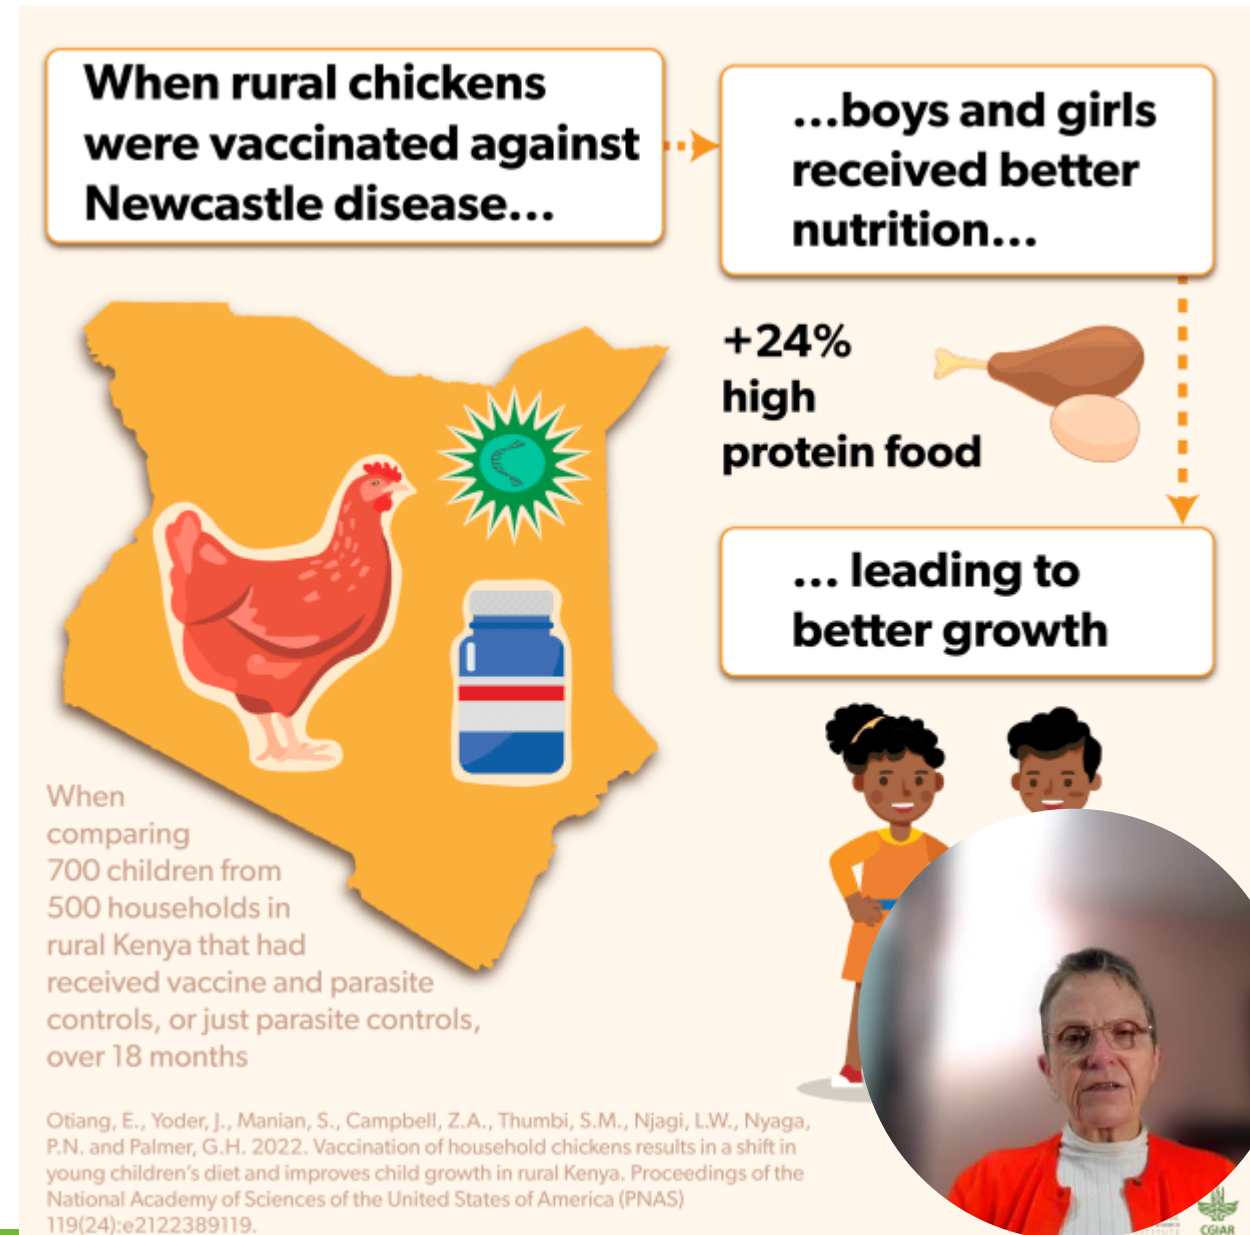 When rural chickens
were vaccinated against
Newcastle disease...
...boys and girls
received better
nutrition...
+24%
high
protein food
... leading to
better growth
When
comparing
700 children from
500 households in
rural Kenya that had
received vaccine and parasite
controls, or just parasite controls,
over 18 months
Otiang, E., Yoder, J., Manian, S., Campbell, Z.A., Thumbi, S.M., Njagi, L.W., Nyaga,
P.N. and Palmer, G.H. 2022. Vaccination of household chickens results in a shift in
young children's diet and improves child growth in rural Kenya. Proceedings of the
National Academy of Sciences of the United States of America (PNAS)
119(24):e2122389119.
CGIAR